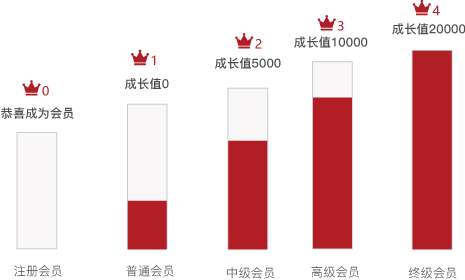 0
恭喜成为会员
注册会员
1
成长值0
普通会员
2
成长值5000
中级会员
3
成长值10000
高级会员
4
成长值20000
终级会员